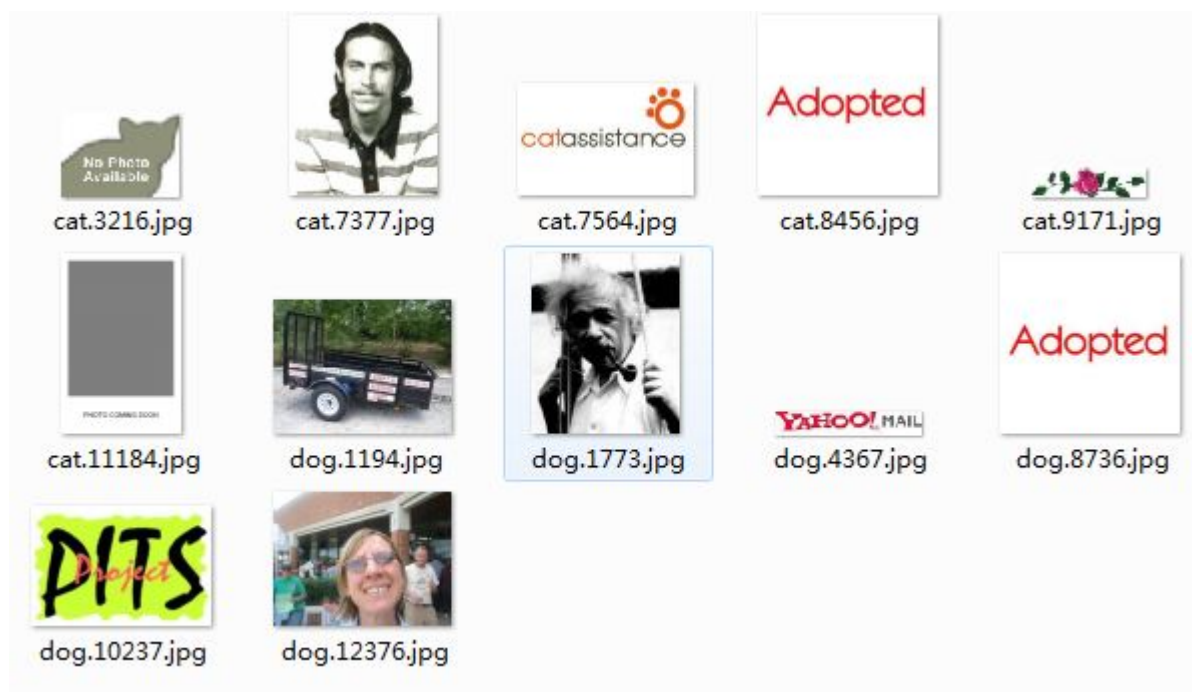 No Photo
Available
cat.3216.jpg
cat.7377.jpg
catassistance
cat.7564.jpg
Adopted
cat.8456.jpg
cat.9171.jpg
PHOTO COMING SOON
cat.11184.jpg
dog.1194.jpg
dog.1773.jpg
YAHOO! MAIL
dog.4367.jpg
Adopted
dog.8736.jpg
PITS
Project
dog.10237.jpg
dog.12376.jpg